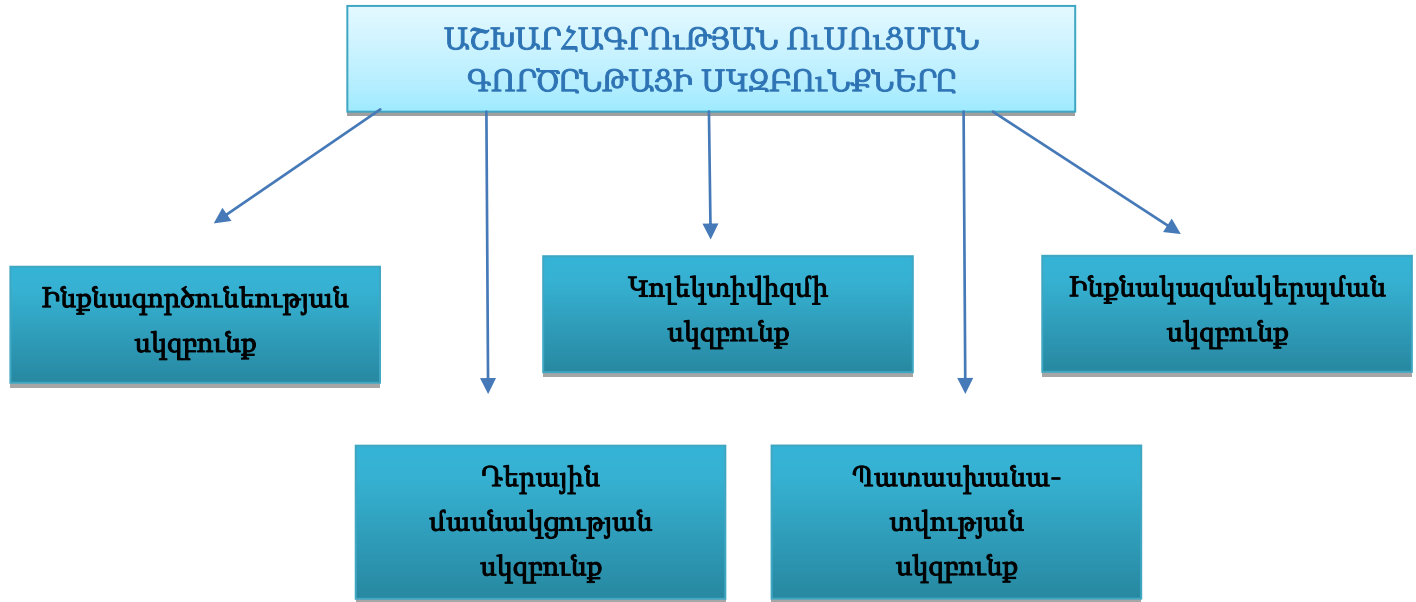 ԱՇԽԱՐՀԱԳՐՈւԹՅԱՆ ՈւՍՈւՑՄԱՆ
ԳՈՐԾԸՆԹԱՑԻ ՍԿԶԲՈւՆՔՆԵՐԸ
Ինքնագործունեության
սկզբունք
Կոլեկտիվիզմի
սկզբունք
Ինքնակազմակերպման
սկզբունք
Դերային
մասնակցության
սկզբունք
Պատասխանա-
տվության
սկզբունք